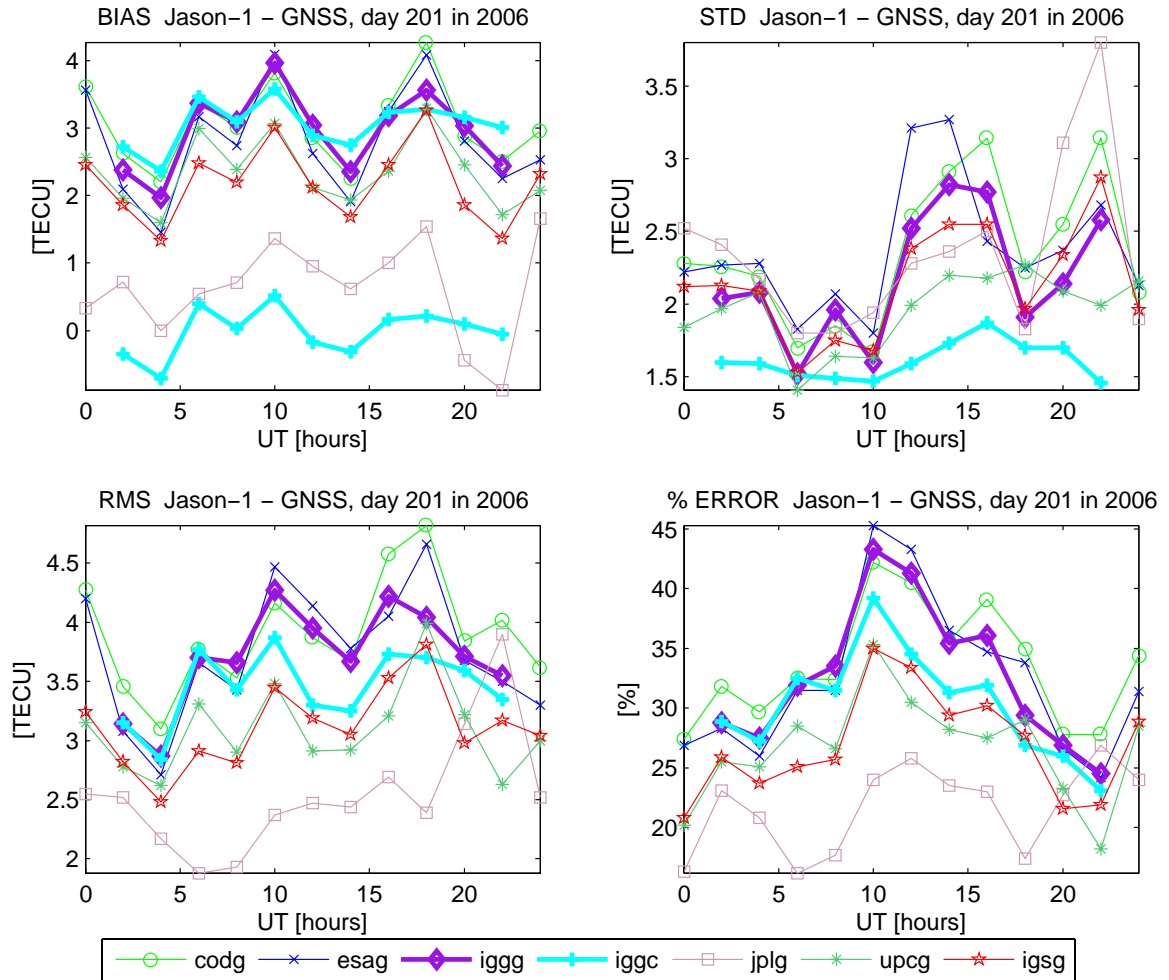 BIAS Jason−1 − GNSS, day 201 in 2006
[TECU]
4
3
2
1
0
0 5 10 15 20
UT [hours]
STD Jason−1 − GNSS, day 201 in 2006
[TECU]
3.5
3
2.5
2
1.5
0 5 10 15 20
UT [hours]
RMS Jason−1 − GNSS, day 201 in 2006
[TECU]
4.5
4
3.5
3
2.5
2
0 5 10 15 20
UT [hours]
% ERROR Jason−1 − GNSS, day 201 in 2006
[%]
45
40
35
30
25
20
0 5 10 15 20
UT [hours]
codg esag iggg iggc jplg upcg igsg